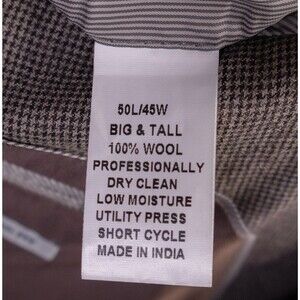 50L/45W
BIG & TALL
100% WOOL
PROFESSIONALLY
DRY CLEAN
LOW MOISTURE
UTILITY PRESS
SHORT CYCLE
MADE IN INDIA